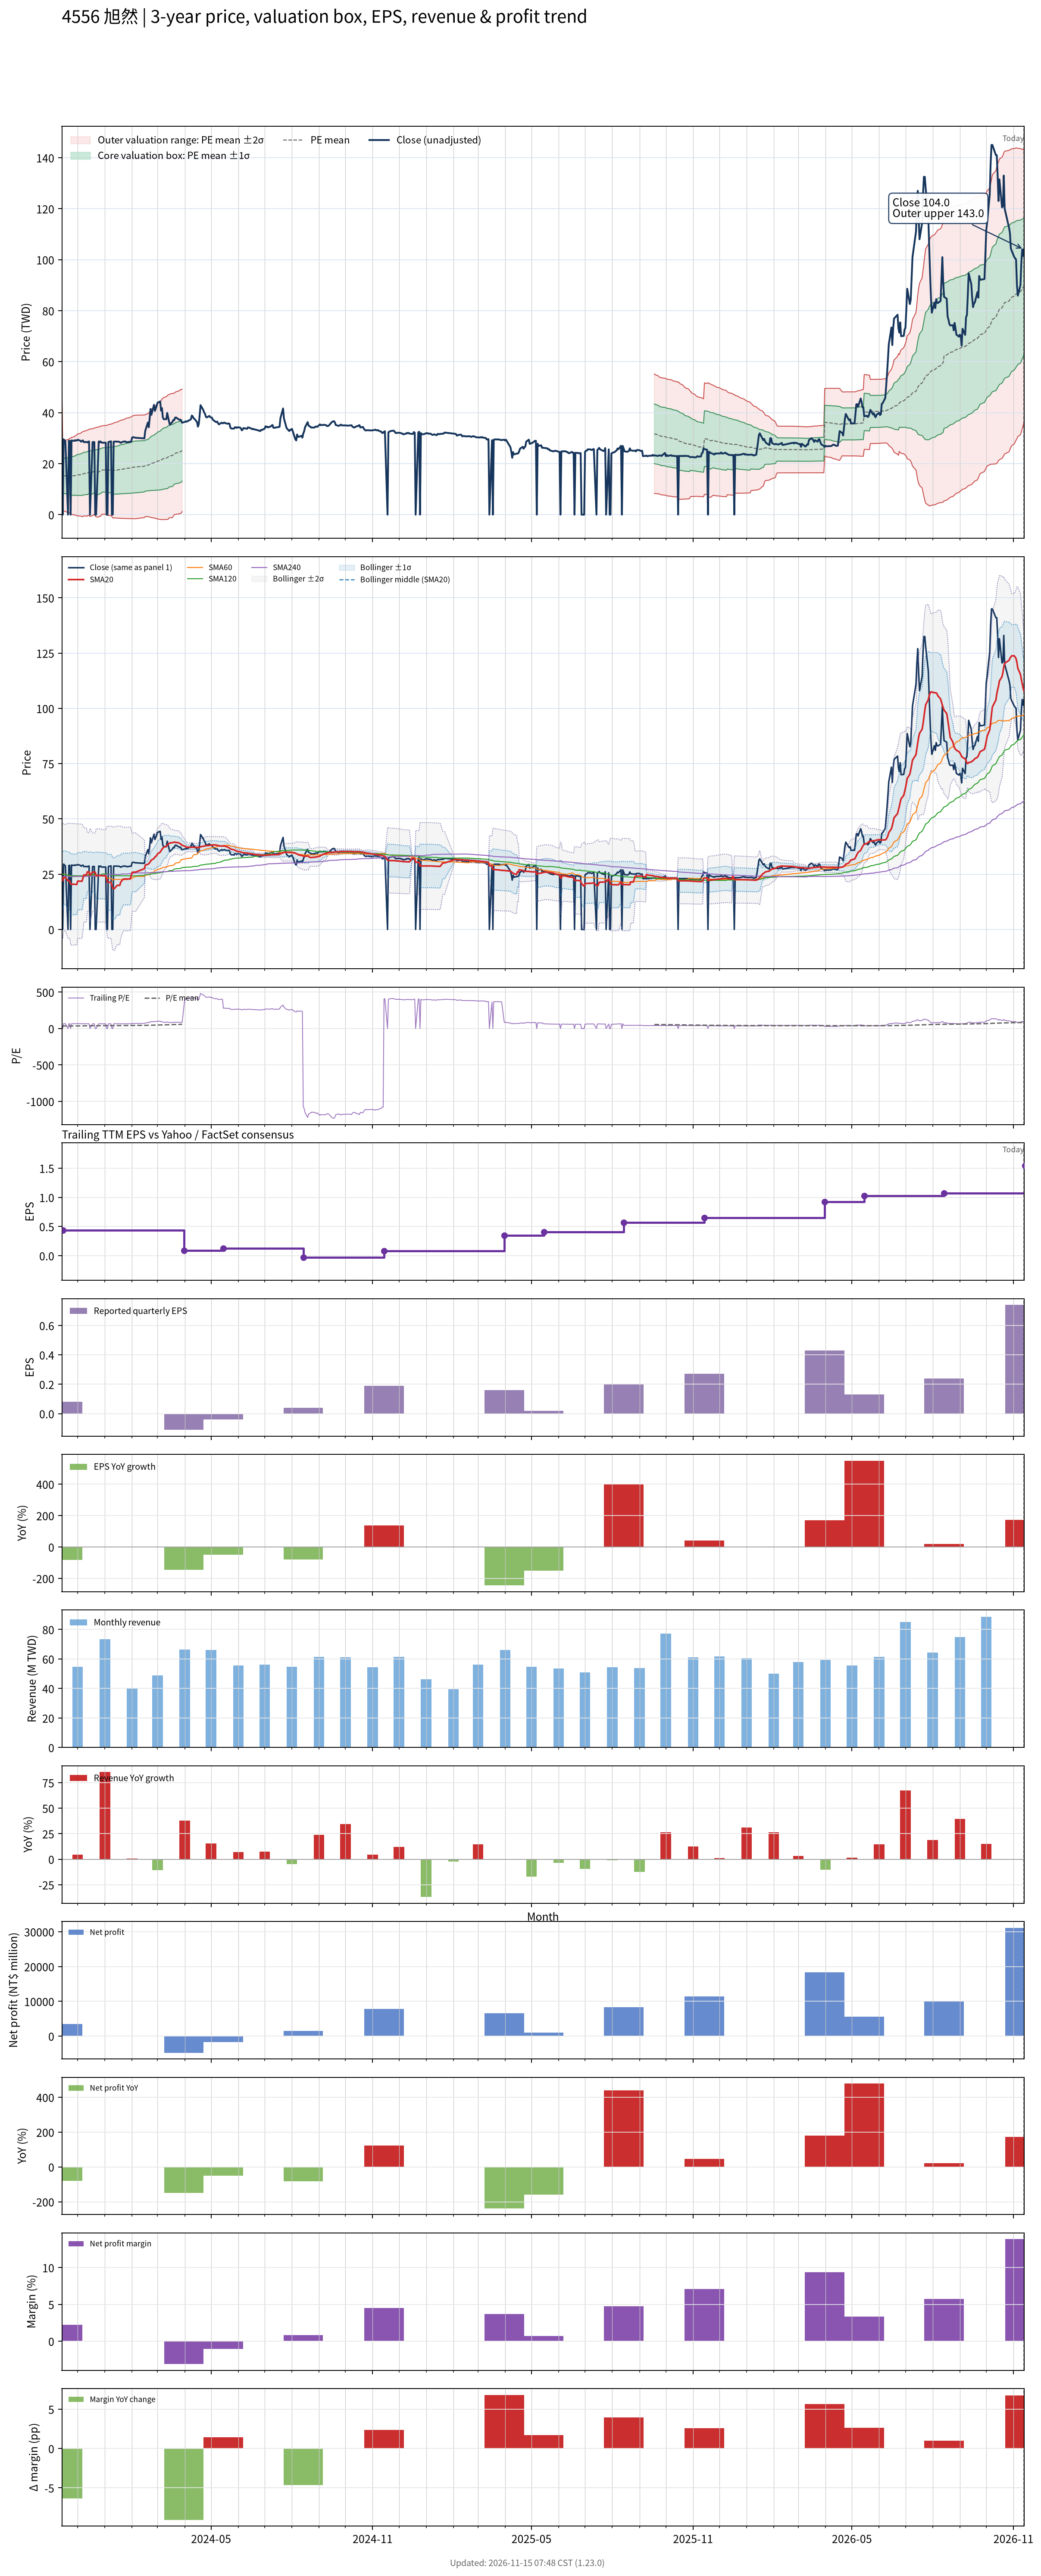 4556 旭然 | 3-year price, valuation box, EPS, revenue & profit trend
Outer valuation range: PE mean ±2σ
PE mean
Close (unadjusted)
Core valuation box: PE mean ±1σ
Today
Close 104.0
Outer upper 143.0
Price (TWD)
140
120
100
80
60
40
20
0
Close (same as panel 1)
SMA20
SMA60
SMA120
SMA240
Bollinger ±2σ
Bollinger ±1σ
Bollinger middle (SMA20)
Price
150
125
100
75
50
25
0
Trailing P/E
P/E mean
P/E
500
0
-500
-1000
Trailing TTM EPS vs Yahoo / FactSet consensus
Today
EPS
1.5
1.0
0.5
0.0
Reported quarterly EPS
EPS
0.6
0.4
0.2
0.0
EPS YoY growth
YoY (%)
400
200
0
-200
Monthly revenue
Revenue (M TWD)
80
60
40
20
0
Revenue YoY growth
YoY (%)
75
50
25
0
-25
Month
Net profit
Net profit (NT$ million)
30000
20000
10000
0
Net profit YoY
YoY (%)
400
200
0
-200
Net profit margin
Margin (%)
10
5
0
Margin YoY change
Δ margin (pp)
5
0
-5
2024-05
2024-11
2025-05
2025-11
2026-05
2026-11
Updated: 2026-11-15 07:48 CST (1.23.0)